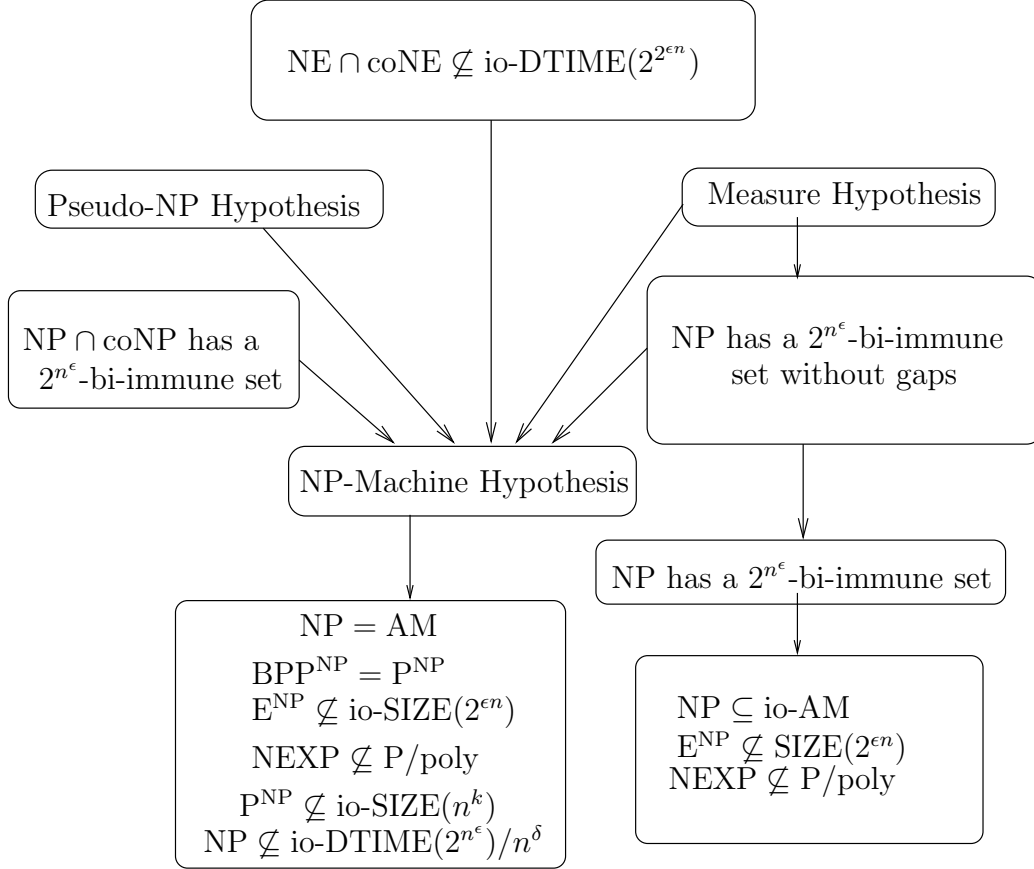 NE ∩ coNE ⊈ io-DTIME(2^{2^{ϵn}})
Pseudo-NP Hypothesis
Measure Hypothesis
NP ∩ coNP has a
2^{n^ϵ}-bi-immune set
NP has a 2^{n^ϵ}-bi-immune
set without gaps
NP-Machine Hypothesis
NP has a 2^{n^ϵ}-bi-immune set
NP = AM
BPP^{NP} = P^{NP}
E^{NP} ⊈ io-SIZE(2^{ϵn})
NEXP ⊈ P/poly
P^{NP} ⊈ io-SIZE(n^k)
NP ⊈ io-DTIME(2^{n^ϵ})/n^δ
NP ⊆ io-AM
E^{NP} ⊈ SIZE(2^{ϵn})
NEXP ⊈ P/poly